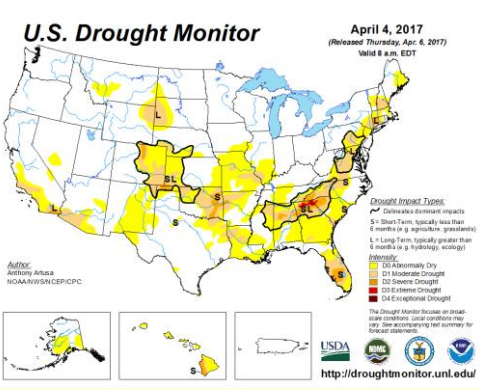 U.S. Drought Monitor
April 4, 2017
(Released Thursday, Apr. 6, 2017)
Valid 8 a.m. EDT
L
L
L
L
SL
S
S
S
S
SL
S
S
S
Drought Impact Types:
Delineates dominant impacts
S = Short-Term, typically less than
6 months (e.g. agriculture, grasslands)
L = Long-Term, typically greater than
6 months (e.g. hydrology, ecology)
Intensity:
D0 Abnormally Dry
D1 Moderate Drought
D2 Severe Drought
D3 Extreme Drought
D4 Exceptional Drought
Author:
Anthony Artusa
NOAA/NWS/NCEP/CPC
The Drought Monitor focuses on broad-
scale conditions. Local conditions may
vary. See accompanying text summary for
forecast statements.
USDA
NDMC
http://droughtmonitor.unl.edu/